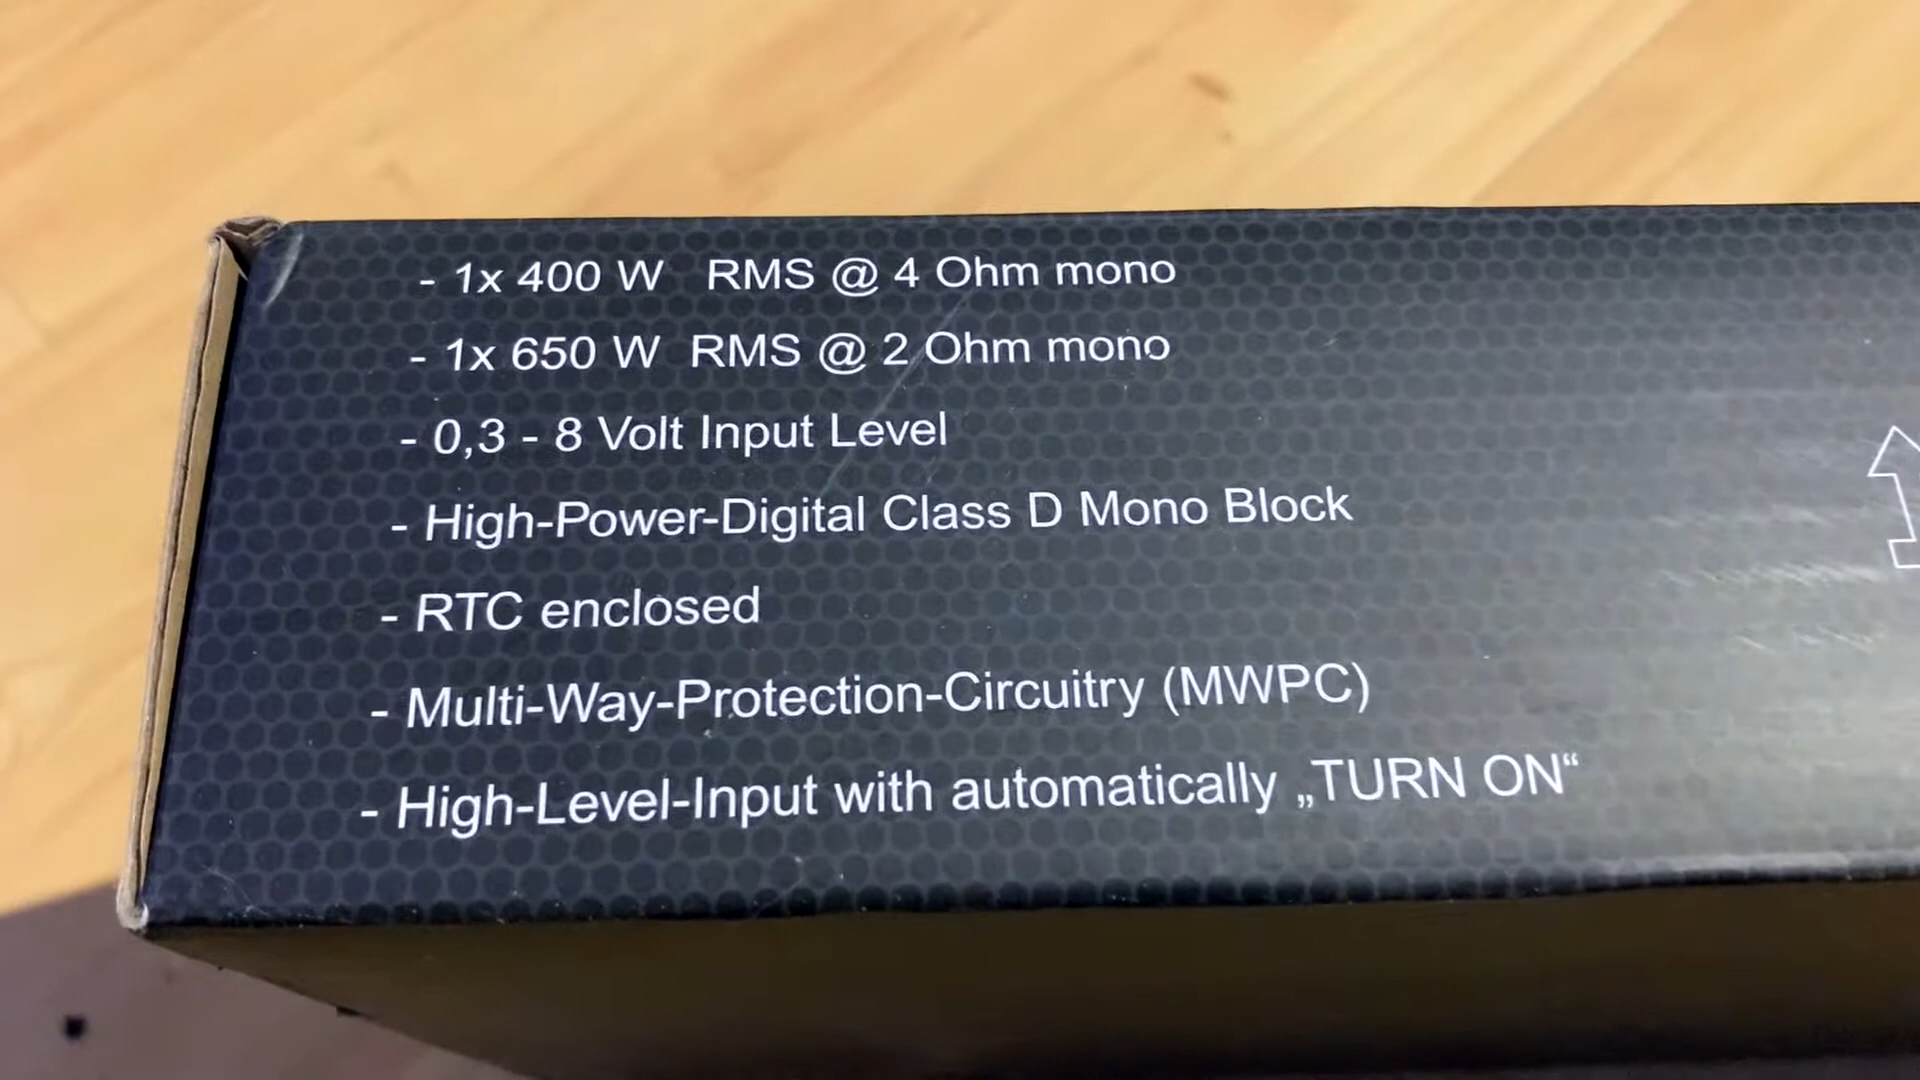 - 1x 400 W RMS @ 4 Ohm mono
- 1x 650 W RMS @ 2 Ohm mono
- 0,3 - 8 Volt Input Level
- High-Power-Digital Class D Mono Block
- RTC enclosed
- Multi-Way-Protection-Circuitry (MWPC)
- High-Level-Input with automatically „TURN ON“